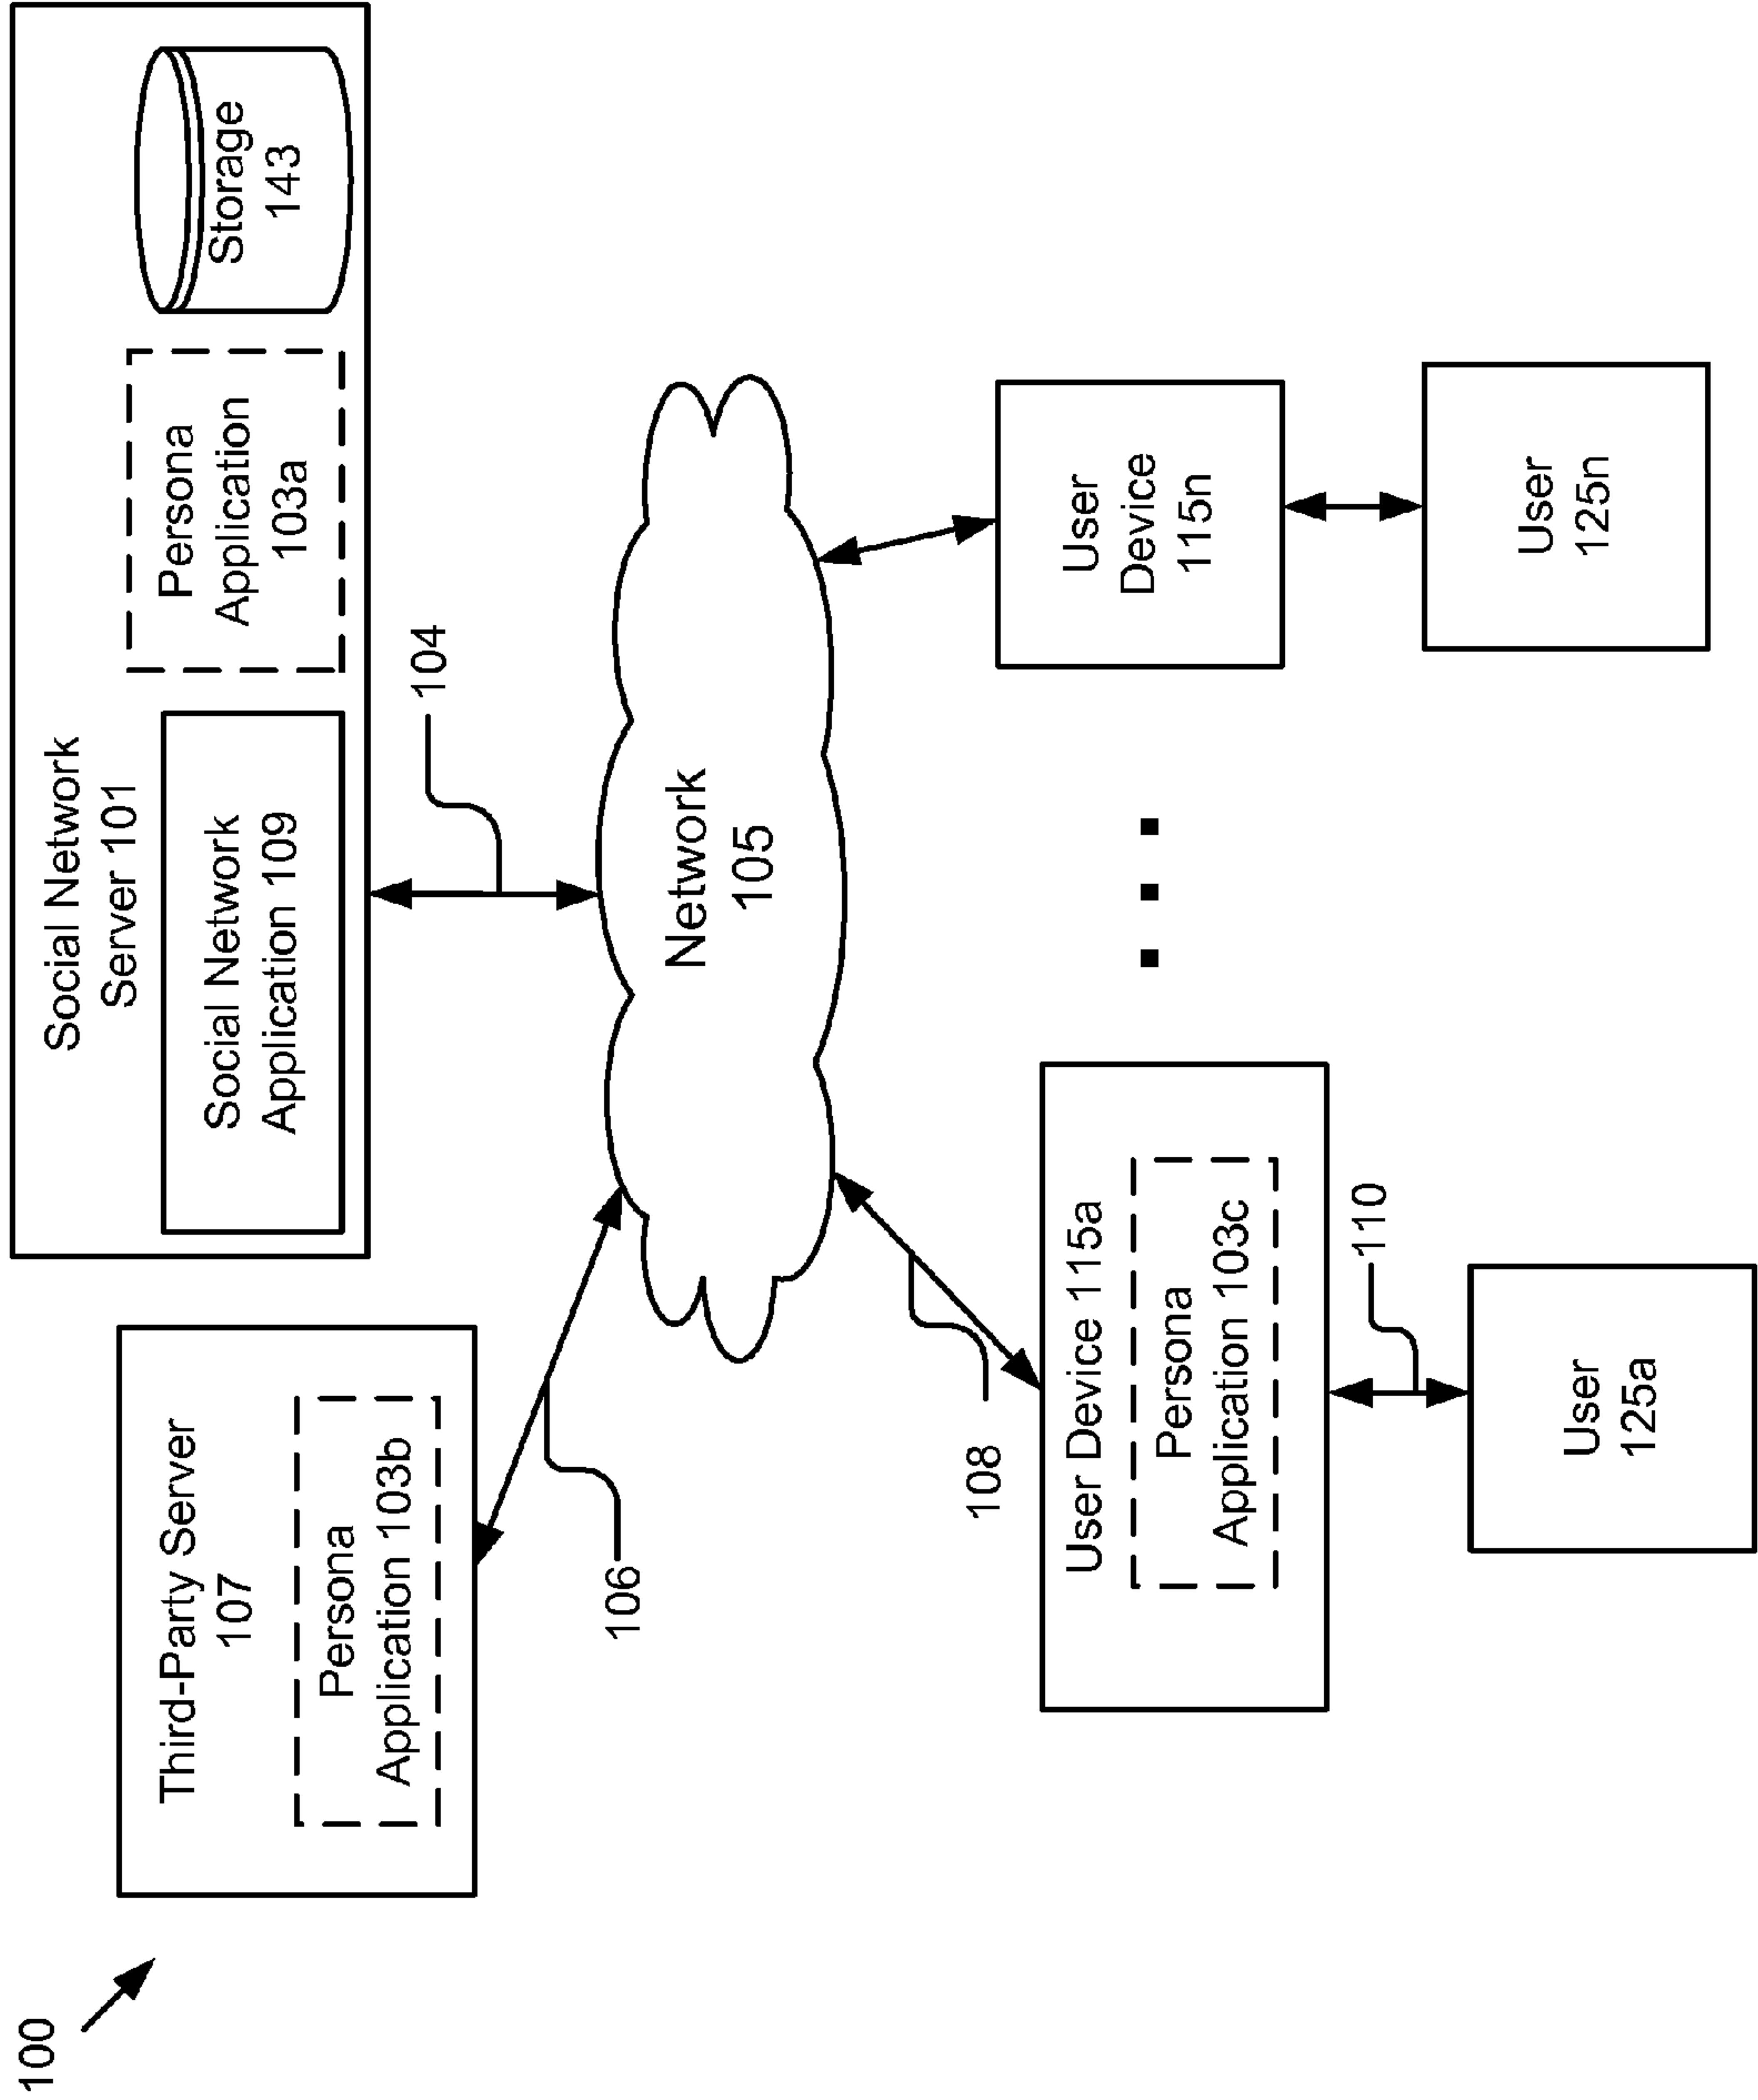 100
Third-Party Server
107
Persona
Application 103b
Social Network
Server 101
Social Network
Application 109
Persona
Application
103a
Storage
143
106
104
Network
105
108
User Device 115a
Persona
Application 103c
User
Device
115n
110
User
125a
User
125n